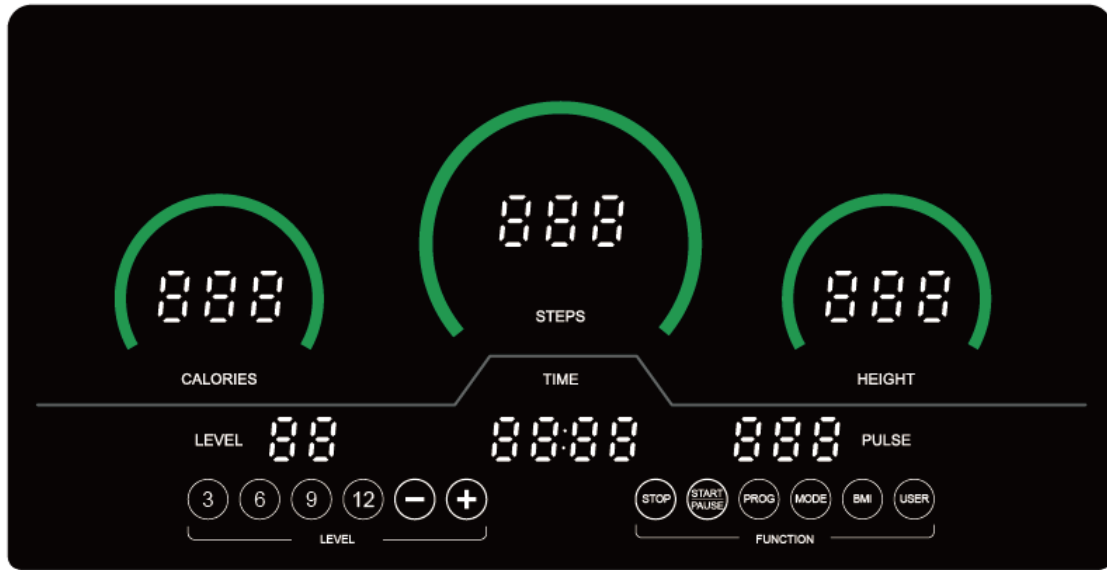 888
888
888
STEPS
CALORIES
TIME
HEIGHT
LEVEL 88
88:88
888 PULSE
3 6 9 12 − +
STOP START PAUSE PROG MODE BMI USER
LEVEL
FUNCTION